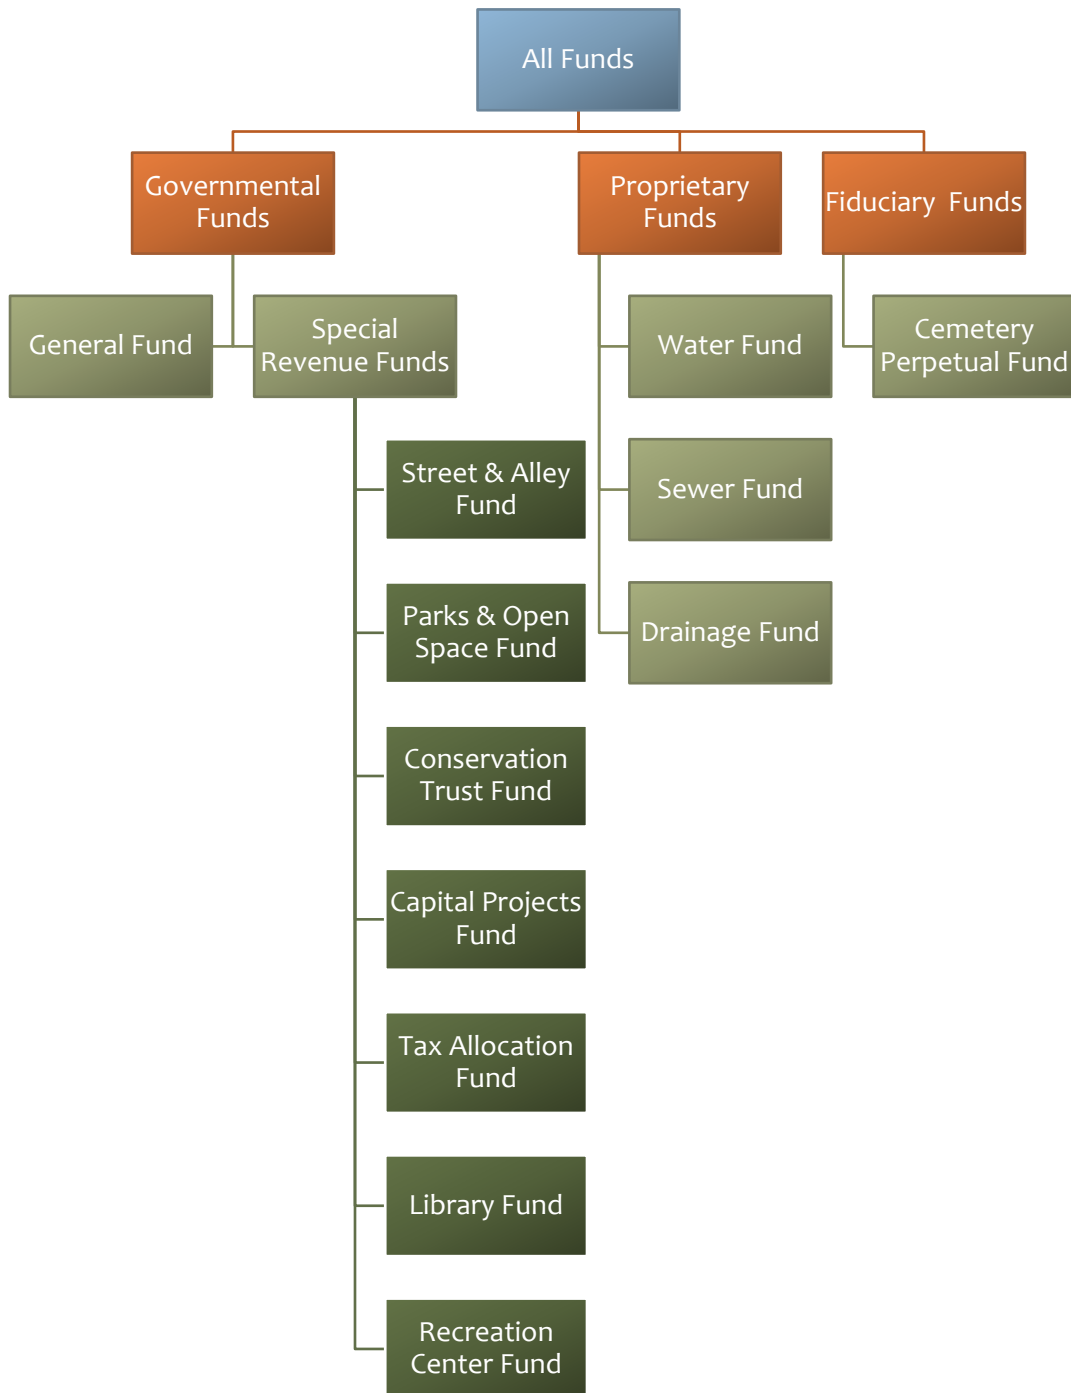 All Funds
Governmental
Funds
Proprietary
Funds
Fiduciary  Funds
General Fund
Special
Revenue Funds
Water Fund
Cemetery
Perpetual Fund
Street & Alley
Fund
Sewer Fund
Parks & Open
Space Fund
Drainage Fund
Conservation
Trust Fund
Capital Projects
Fund
Tax Allocation
Fund
Library Fund
Recreation
Center Fund